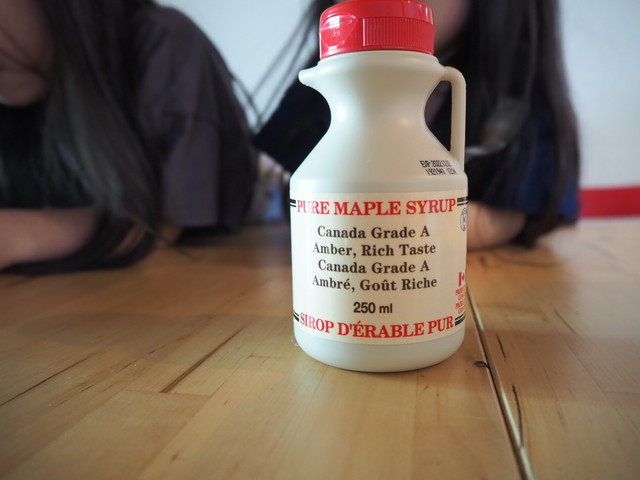 PURE MAPLE SYRUP
Canada Grade A
Amber, Rich Taste
Canada Grade A
Ambré, Goût Riche
250 ml
SIROP D'ÉRABLE PUR